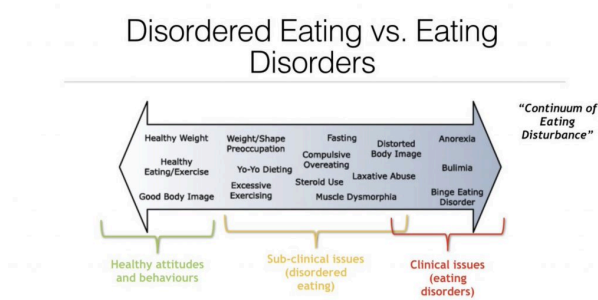 Disordered Eating vs. Eating
Disorders
"Continuum of
Eating
Disturbance"
Healthy Weight
Healthy
Eating/Exercise
Good Body Image
Weight/Shape
Preoccupation
Yo-Yo Dieting
Excessive
Exercising
Fasting
Compulsive
Overeating
Steroid Use
Distorted
Body Image
Laxative Abuse
Muscle Dysmorphia
Anorexia
Bulimia
Binge Eating
Disorder
Healthy attitudes
and behaviours
Sub-clinical issues
(disordered
eating)
Clinical issues
(eating
disorders)